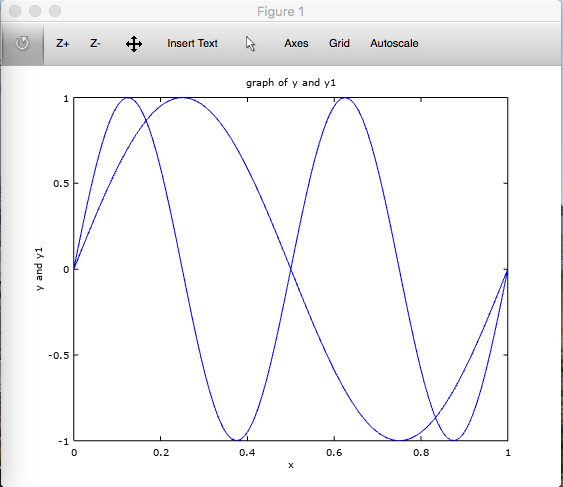 Figure 1
Z+ Z- Insert Text Axes Grid Autoscale
graph of y and y1
1
0.5
0
-0.5
-1
y and y1
0 0.2 0.4 0.6 0.8 1
x